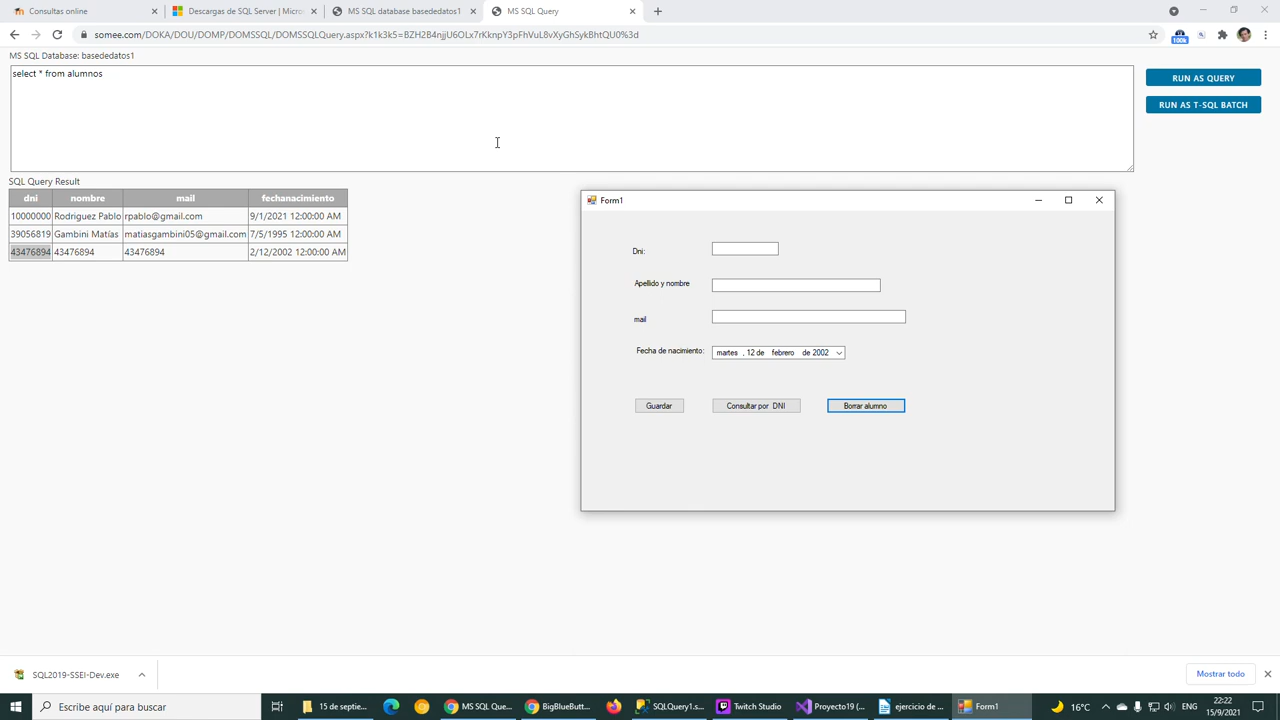 Consultas online
Descargas de SQL Server | Micros
MS SQL database basededatos1
MS SQL Query
somee.com/DOKA/DOU/DOMP/DOMSSQL/DOMSSQLQuery.aspx?k1k3k5=BZH2B4njjU6OLx7rKknpY3pFhVuL8vXyGhSykBhtQU0%3d
100k
MS SQL Database: basededatos1
select * from alumnos
RUN AS QUERY
RUN AS T-SQL BATCH
SQL Query Result
dni nombre mail fechanacimiento
10000000 Rodriguez Pablo rpablo@gmail.com 9/1/2021 12:00:00 AM
39056819 Gambini Matías matiasgambini05@gmail.com 7/5/1995 12:00:00 AM
43476894 43476894 43476894 2/12/2002 12:00:00 AM
Form1
Dni:
Apellido y nombre
mail
Fecha de nacimiento: martes , 12 de febrero de 2002
Guardar Consultar por DNI Borrar alumno
SQL2019-SSEI-Dev.exe
Mostrar todo
Escribe aquí para buscar
15 de septie...
MS SQL Que...
BigBlueButt...
SQLQuery1.s...
Twitch Studio
Proyecto19 (...
ejercicio de ...
Form1
16°C
ENG
22:22
15/9/2021